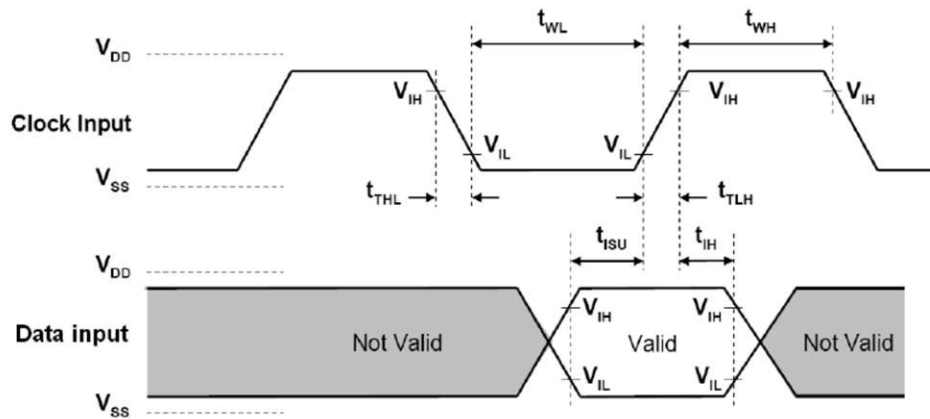 t_WL
t_WH
V_DD
V_IH
V_IH
V_IH
Clock Input
V_IL
V_IL
V_SS
t_THL
t_TLH
t_ISU
t_IH
V_DD
V_IH
V_IH
Data input
Not Valid
Valid
Not Valid
V_IL
V_IL
V_SS